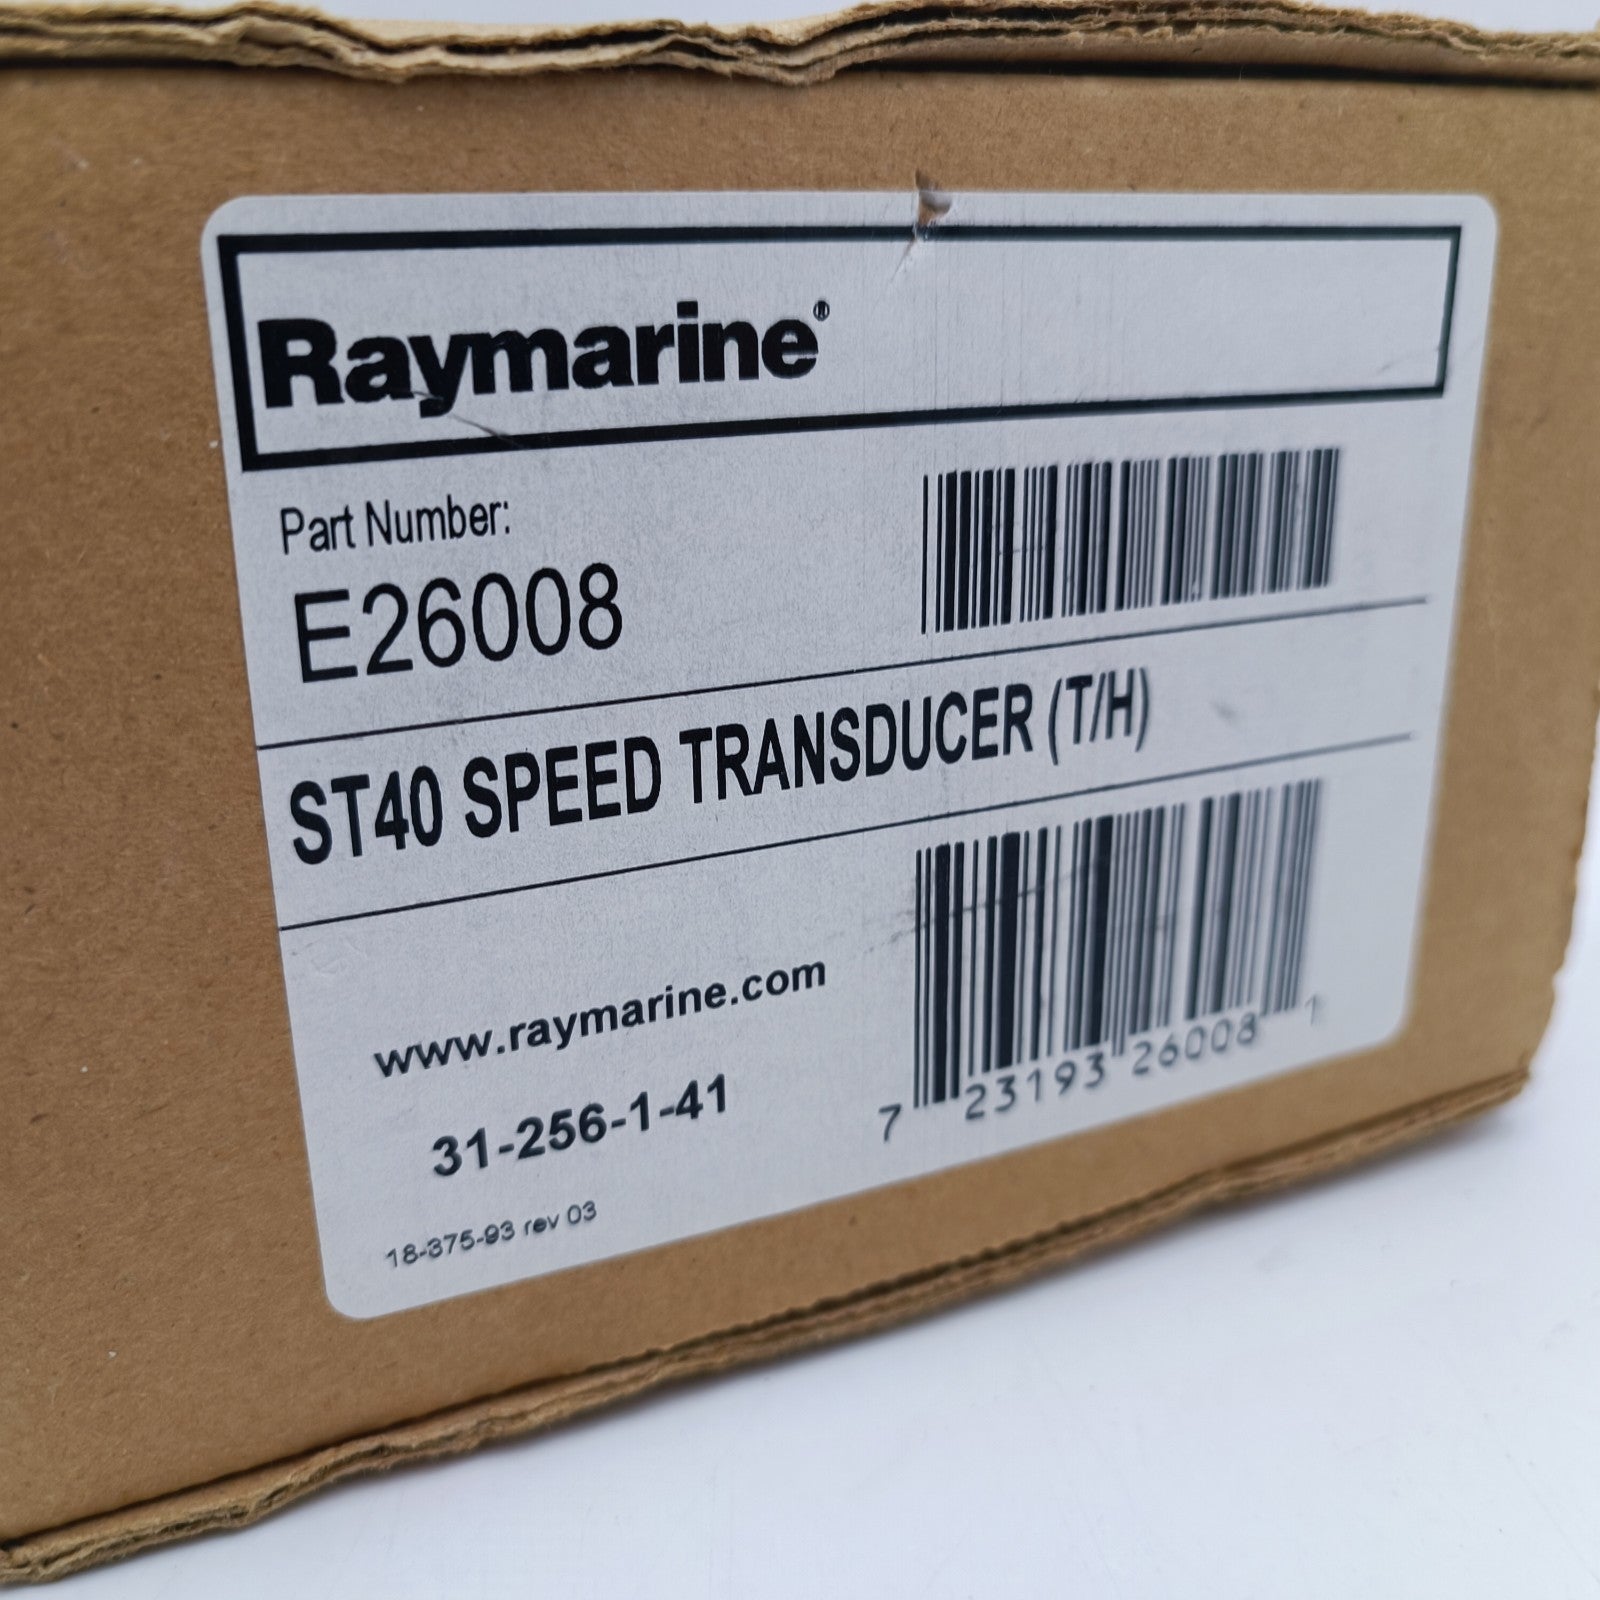 Raymarine®
Part Number:
E26008
ST40 SPEED TRANSDUCER (T/H)
www.raymarine.com
31-256-1-41
18-375-93 rev 03
7 23193 26008 1